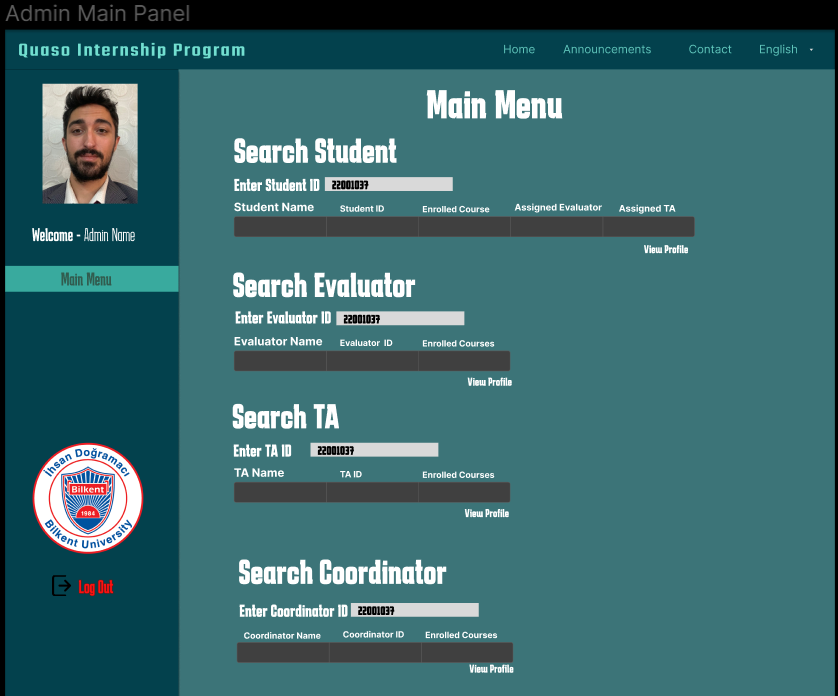 Admin Main Panel
Quaso Internship Program
Home Announcements Contact English
Main Menu
Welcome - Admin Name
Main Menu
İhsan Doğramacı
Bilkent
1984
Bilkent University
Log Out
Search Student
Enter Student ID 22001037
Student Name Student ID Enrolled Course Assigned Evaluator Assigned TA
View Profile
Search Evaluator
Enter Evaluator ID 22001037
Evaluator Name Evaluator ID Enrolled Courses
View Profile
Search TA
Enter TA ID 22001037
TA Name TA ID Enrolled Courses
View Profile
Search Coordinator
Enter Coordinator ID 22001037
Coordinator Name Coordinator ID Enrolled Courses
View Profile